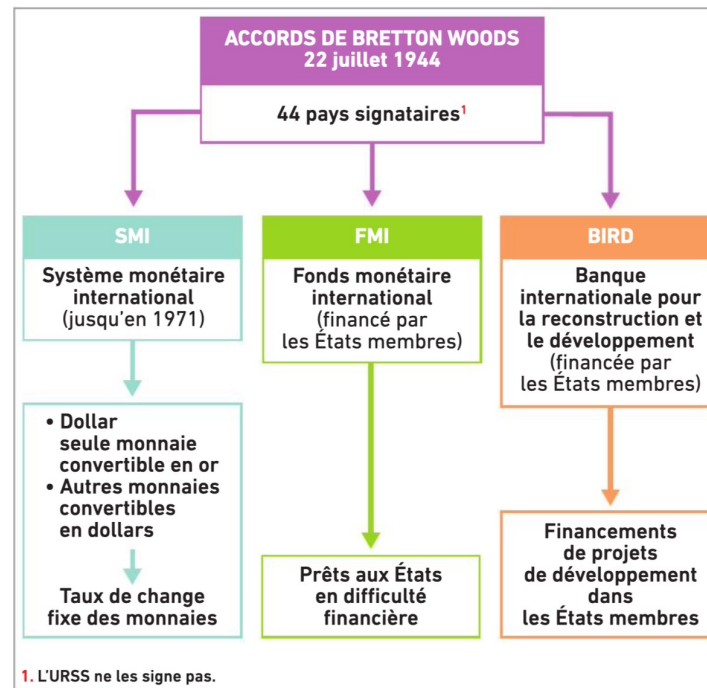 ACCORDS DE BRETTON WOODS
22 juillet 1944
44 pays signataires¹
SMI
Système monétaire
international
(jusqu'en 1971)
• Dollar
seule monnaie
convertible en or
• Autres monnaies
convertibles
en dollars
Taux de change
fixe des monnaies
FMI
Fonds monétaire
international
(financé par
les États membres)
Prêts aux États
en difficulté
financière
BIRD
Banque
internationale pour
la reconstruction et
le développement
(financée par
les États membres)
Financements
de projets
de développement
dans
les États membres
1. L'URSS ne les signe pas.